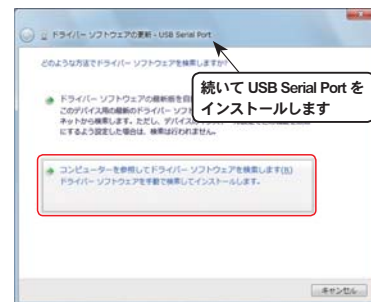 ドライバー ソフトウェアの更新 - USB Serial Port
どのような方法でドライバー ソフトウェアを検索しますか?
続いて USB Serial Port を
インストールします
ドライバー ソフトウェアの最新版を自
このデバイス用の最新のドライバー ソフト
ネットから検索します。ただし、デバイスの
にするよう設定した場合は、検索は行われません。
コンピューターを参照してドライバー ソフトウェアを検索します(R)
ドライバー ソフトウェアを手動で検索してインストールします。
キャンセル